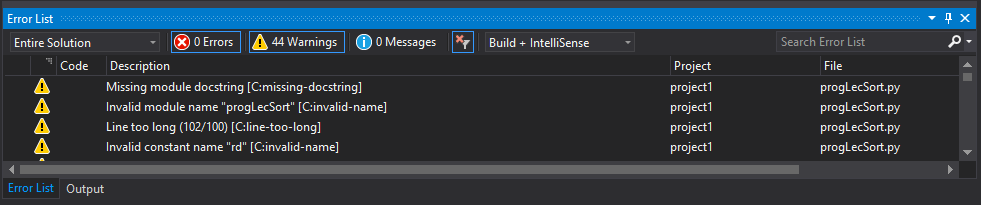 Error List
Entire Solution 0 Errors 44 Warnings 0 Messages Build + IntelliSense Search Error List
Code Description Project File
Missing module docstring [C:missing-docstring] project1 progLecSort.py
Invalid module name "progLecSort" [C:invalid-name] project1 progLecSort.py
Line too long (102/100) [C:line-too-long] project1 progLecSort.py
Invalid constant name "rd" [C:invalid-name] project1 progLecSort.py
Error List Output